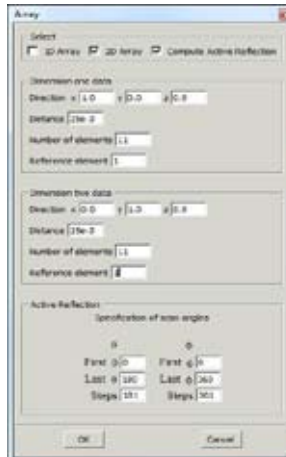 Array
Select
1D Array 2D Array Compute Active Reflection
Dimension one data
Direction x 1.0 y 0.0 z 0.0
Distance
Number of elements 11
Reference element 1
Dimension two data
Direction x 0.0 y 1.0 z 0.0
Distance
Number of elements 11
Reference element
Active Reflection
Specification of scan angles
θ φ
First θ 0 First φ 0
Last θ 180 Last φ 360
Steps 181 Steps
OK Cancel